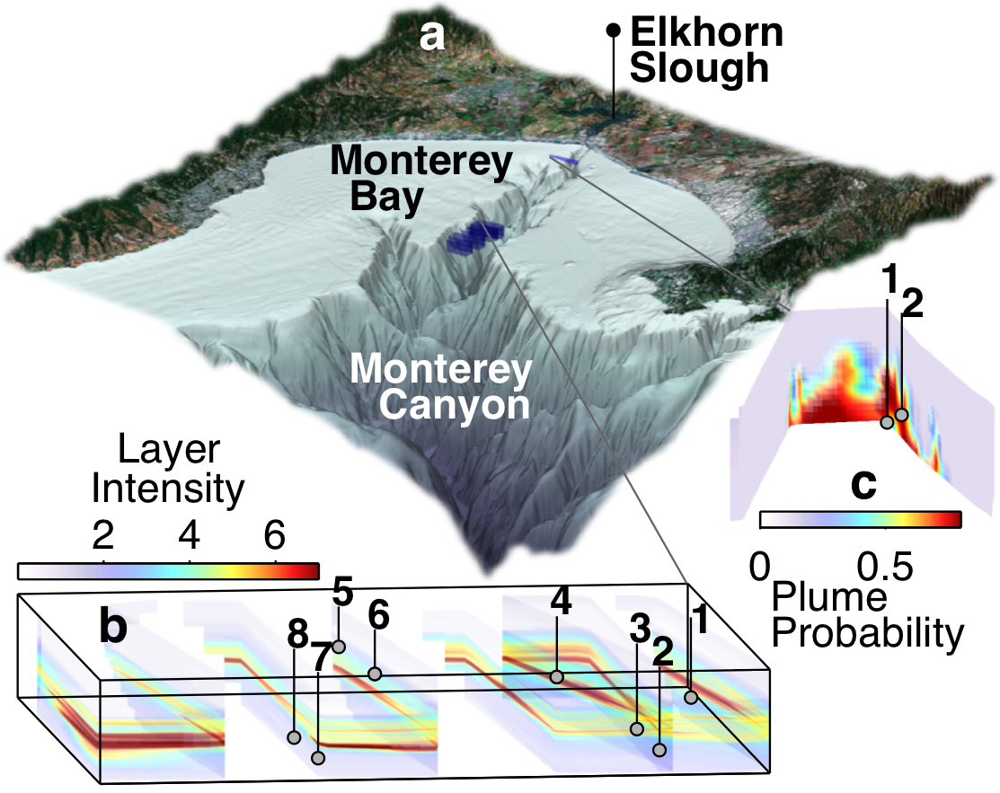 a
Elkhorn
Slough
Monterey
Bay
Monterey
Canyon
1
2
c
0 0.5
Plume
Probability
Layer
Intensity
2 4 6
b
5
6
8
7
4
3
2
1